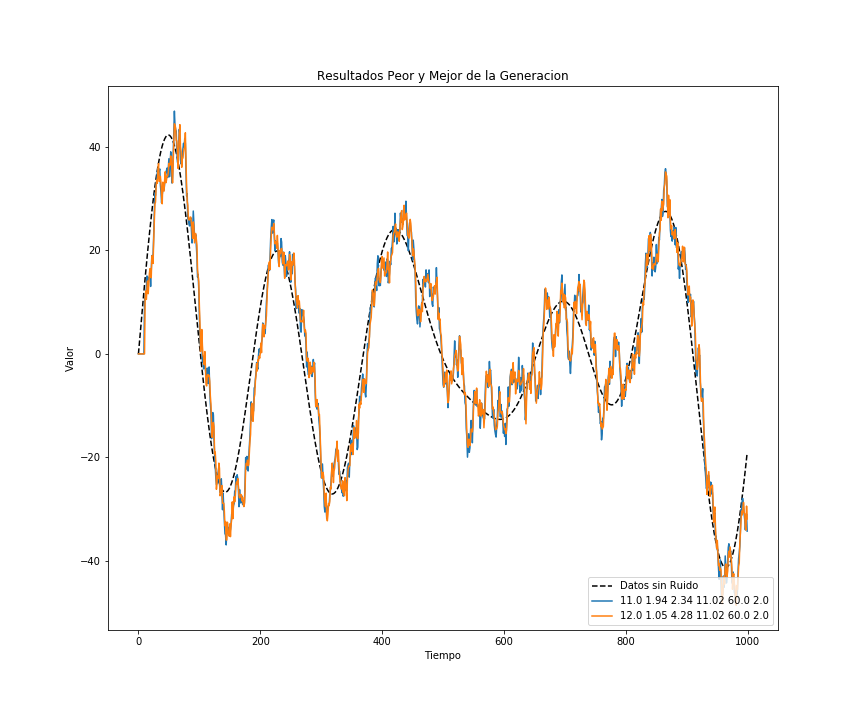 Resultados Peor y Mejor de la Generacion
Valor
40
20
0
−20
−40
0 200 400 600 800 1000
Tiempo
Datos sin Ruido
11.0 1.94 2.34 11.02 60.0 2.0
12.0 1.05 4.28 11.02 60.0 2.0